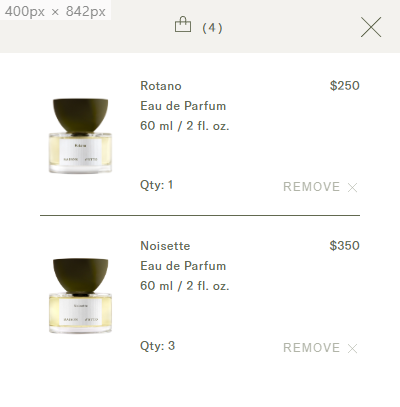 400px × 842px
(4)
Rotano
$250
Eau de Parfum
60 ml / 2 fl. oz.
Qty: 1
REMOVE
Noisette
$350
Eau de Parfum
60 ml / 2 fl. oz.
Qty: 3
REMOVE